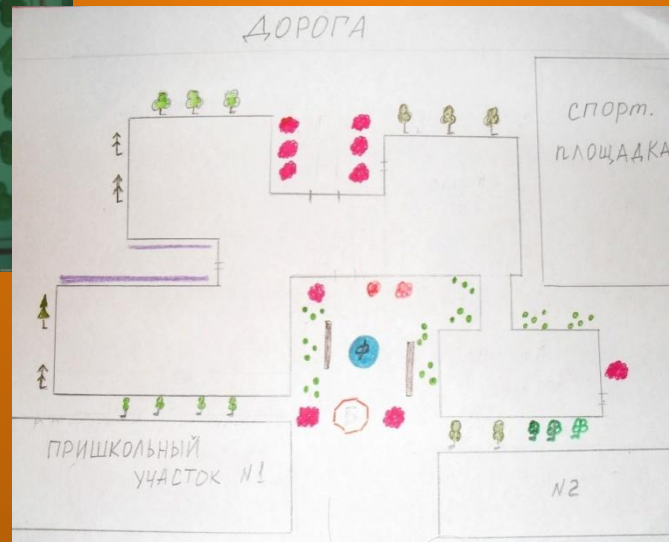 ДОРОГА
СПОРТ.
ПЛОЩАДКА
Ф
Б
ПРИШКОЛЬНЫЙ
УЧАСТОК N1
N2